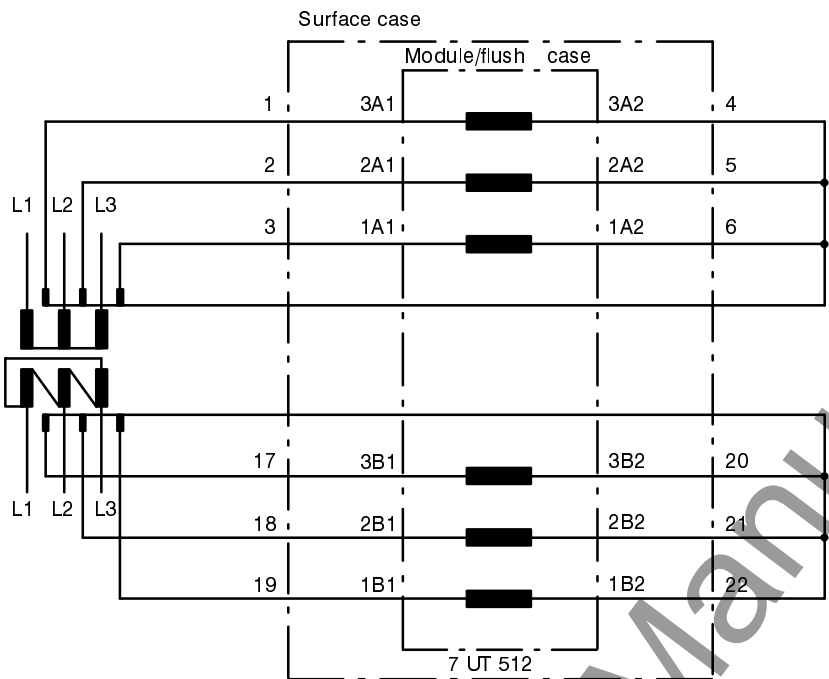 Surface case
Module/flush case
1 3A1 3A2 4
2 2A1 2A2 5
L1 L2 L3
3 1A1 1A2 6
17 3B1 3B2 20
L1 L2 L3
18 2B1 2B2 21
19 1B1 1B2 22
7 UT 512
Manu